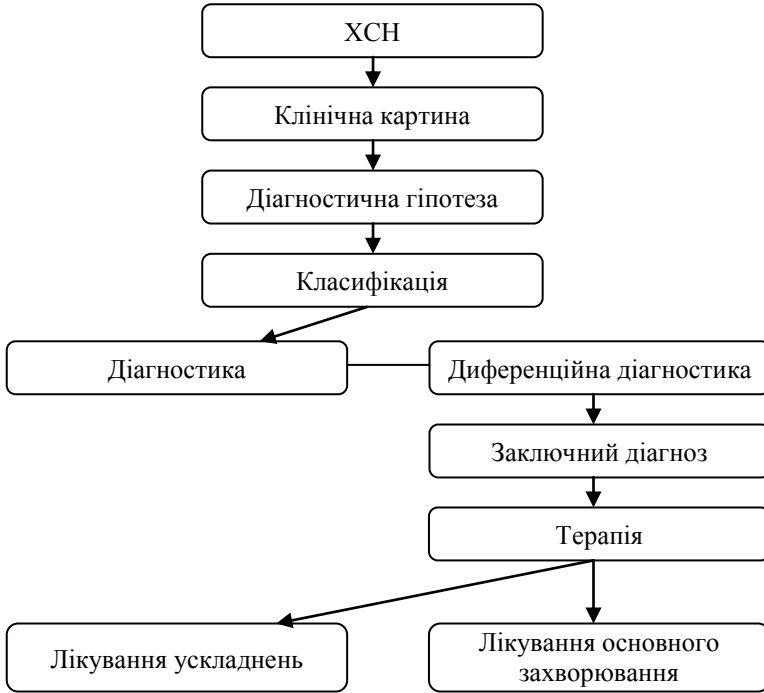 ХСН
Клінічна картина
Діагностична гіпотеза
Класифікація
Діагностика
Диференційна діагностика
Заключний діагноз
Терапія
Лікування ускладнень
Лікування основного
захворювання